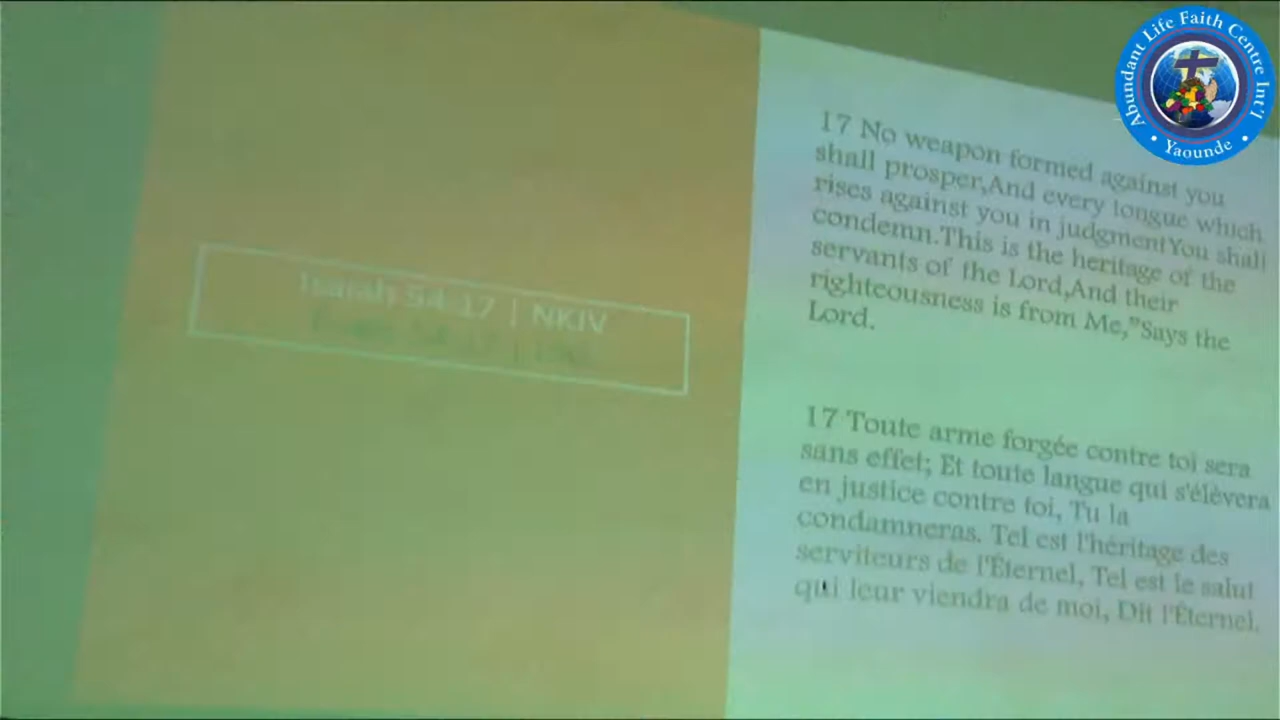 Abundant Life Faith Centre Int'l
• Yaounde •
Isaiah 54:17 | NKJV
17 No weapon formed against you
shall prosper,And every tongue which
rises against you in judgmentYou shall
condemn.This is the heritage of the
servants of the Lord,And their
righteousness is from Me,”Says the
Lord.
17 Toute arme forgée contre toi sera
sans effet; Et toute langue qui s'élèvera
en justice contre toi, Tu la
condamneras. Tel est l'héritage des
serviteurs de l'Éternel, Tel est le salut
qui leur viendra de moi, Dit l'Éternel.